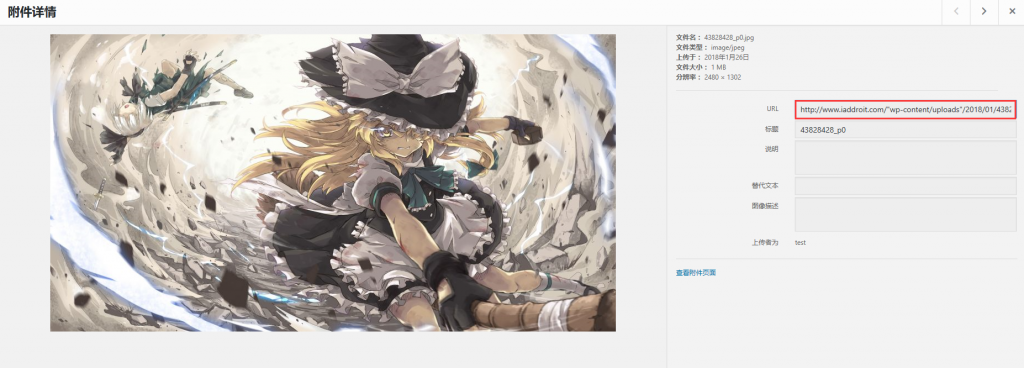 附件详情
文件名： 43828428_p0.jpg
文件类型： image/jpeg
上传于： 2018年1月26日
文件大小： 1 MB
分辨率： 2480 × 1302
URL http://www.iaddroit.com/"wp-content/uploads"/2018/01/4382
标题 43828428_p0
说明
替代文本
图像描述
上传者为 test
查看附件页面